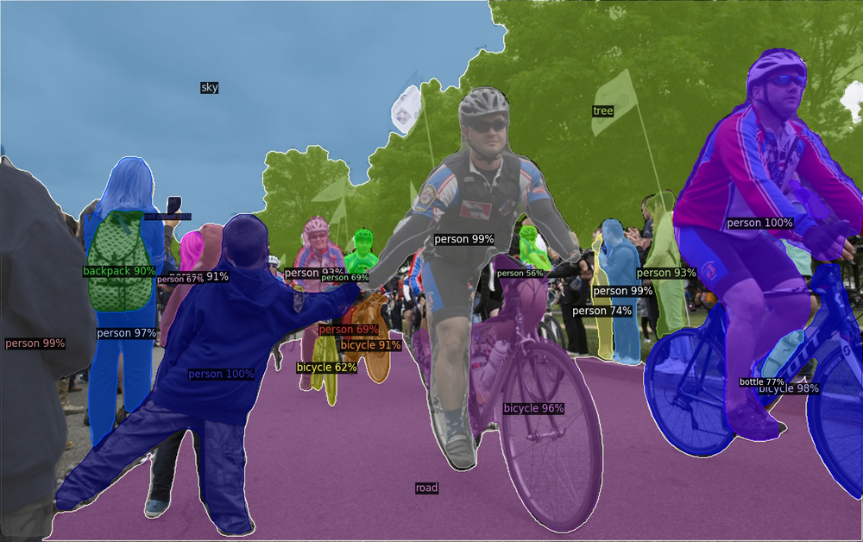 sky
tree
person 100%
person 99%
backpack 90%
person 91%
person 67%
person 93%
person 69%
person 56%
person 93%
person 99%
person 74%
person 97%
person 99%
person 69%
bicycle 91%
bicycle 62%
person 100%
bottle 77%
bicycle 98%
bicycle 96%
road